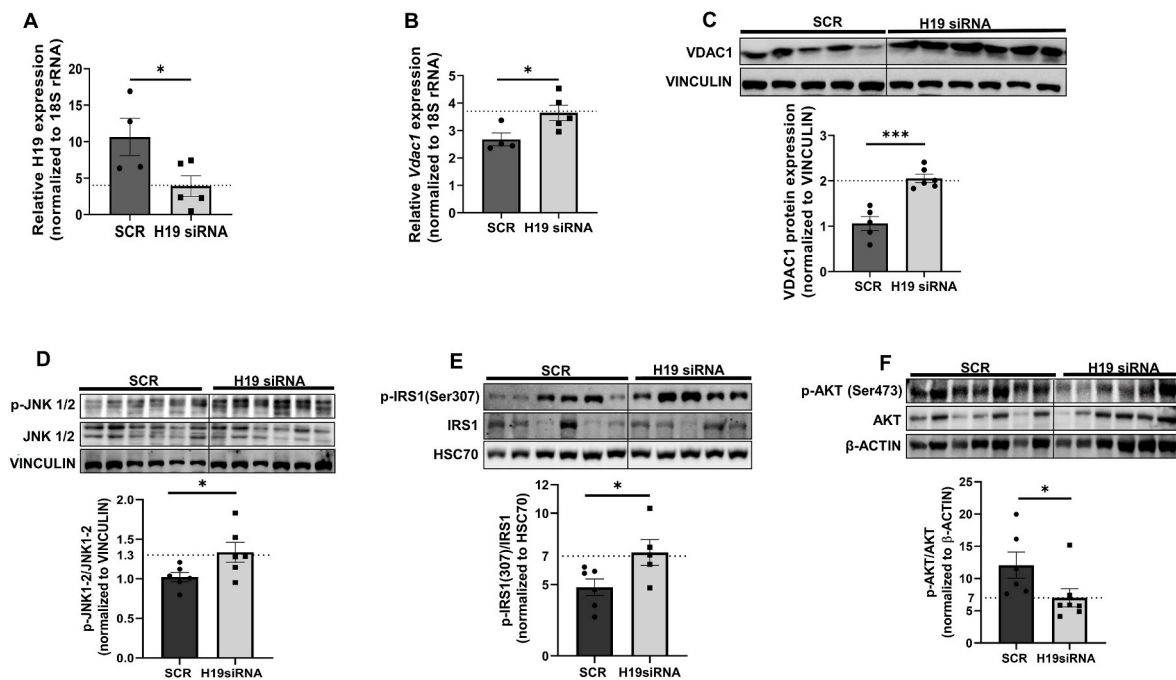 A
Relative H19 expression
(normalized to 18S rRNA)
20
15
10
5
0
*
SCR
H19 siRNA
B
Relative Vdac1 expression
(normalized to 18S rRNA)
6
5
4
3
2
1
0
*
SCR
H19 siRNA
C
SCR
H19 siRNA
VDAC1
VINCULIN
VDAC1 protein expression
(normalized to VINCULIN)
3
2
1
0
***
SCR
H19 siRNA
D
SCR
H19 siRNA
p-JNK 1/2
JNK 1/2
VINCULIN
p-JNK1-2/JNK1-2
(normalized to VINCULIN)
2.0
1.5
1.3
1.0
0.5
0.0
*
SCR
H19siRNA
E
SCR
H19 siRNA
p-IRS1(Ser307)
IRS1
HSC70
p-IRS1(307)/IRS1
(normalized to HSC70)
12
10
7
5
2
0
*
SCR
H19siRNA
F
SCR
H19 siRNA
p-AKT (Ser473)
AKT
β-ACTIN
p-AKT/AKT
(normalized to β-ACTIN)
25
20
15
10
7
5
0
*
SCR
H19siRNA